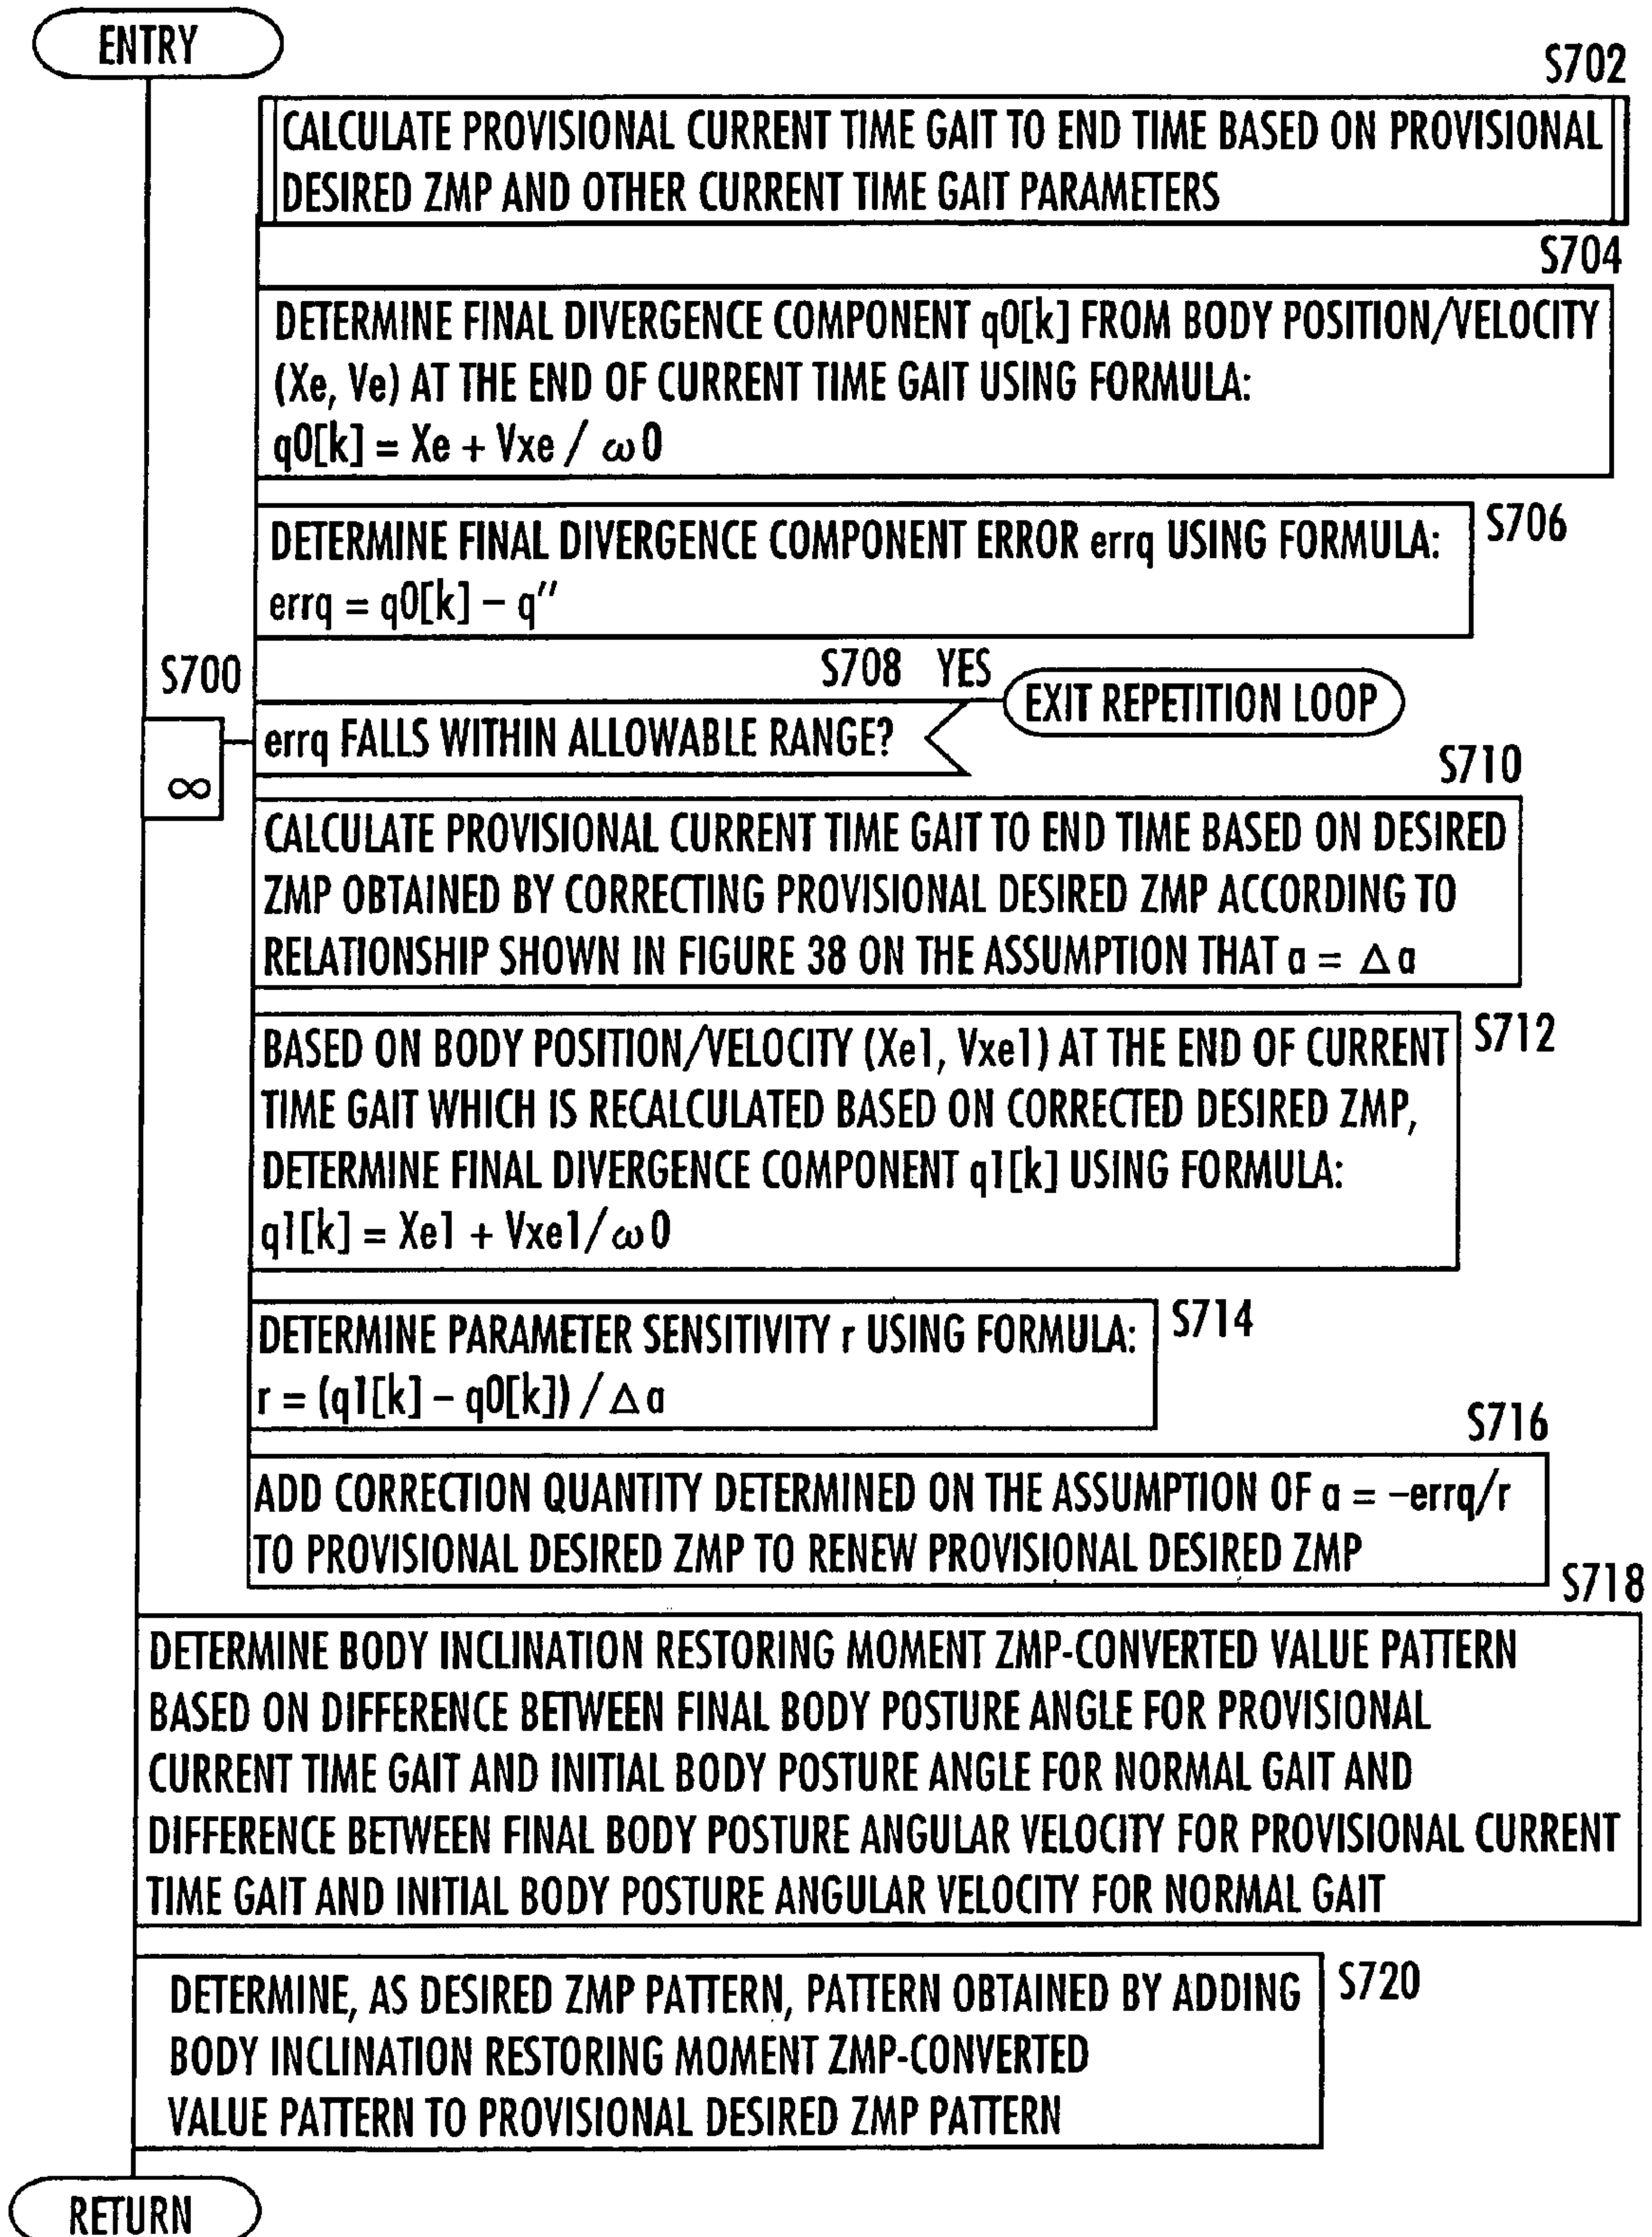 ENTRY
S702
CALCULATE PROVISIONAL CURRENT TIME GAIT TO END TIME BASED ON PROVISIONAL
DESIRED ZMP AND OTHER CURRENT TIME GAIT PARAMETERS
S704
DETERMINE FINAL DIVERGENCE COMPONENT q0[k] FROM BODY POSITION/VELOCITY
(Xe, Ve) AT THE END OF CURRENT TIME GAIT USING FORMULA:
q0[k] = Xe + Vxe / ω0
DETERMINE FINAL DIVERGENCE COMPONENT ERROR errq USING FORMULA:
errq = q0[k] − q″
S706
S700
∞
S708 YES
EXIT REPETITION LOOP
errq FALLS WITHIN ALLOWABLE RANGE?
S710
CALCULATE PROVISIONAL CURRENT TIME GAIT TO END TIME BASED ON DESIRED
ZMP OBTAINED BY CORRECTING PROVISIONAL DESIRED ZMP ACCORDING TO
RELATIONSHIP SHOWN IN FIGURE 38 ON THE ASSUMPTION THAT a = Δa
S712
BASED ON BODY POSITION/VELOCITY (Xe1, Vxe1) AT THE END OF CURRENT
TIME GAIT WHICH IS RECALCULATED BASED ON CORRECTED DESIRED ZMP,
DETERMINE FINAL DIVERGENCE COMPONENT q1[k] USING FORMULA:
q1[k] = Xe1 + Vxe1/ω0
DETERMINE PARAMETER SENSITIVITY r USING FORMULA:
r = (q1[k] − q0[k]) / Δa
S714
S716
ADD CORRECTION QUANTITY DETERMINED ON THE ASSUMPTION OF a = −errq/r
TO PROVISIONAL DESIRED ZMP TO RENEW PROVISIONAL DESIRED ZMP
S718
DETERMINE BODY INCLINATION RESTORING MOMENT ZMP-CONVERTED VALUE PATTERN
BASED ON DIFFERENCE BETWEEN FINAL BODY POSTURE ANGLE FOR PROVISIONAL
CURRENT TIME GAIT AND INITIAL BODY POSTURE ANGLE FOR NORMAL GAIT AND
DIFFERENCE BETWEEN FINAL BODY POSTURE ANGULAR VELOCITY FOR PROVISIONAL CURRENT
TIME GAIT AND INITIAL BODY POSTURE ANGULAR VELOCITY FOR NORMAL GAIT
DETERMINE, AS DESIRED ZMP PATTERN, PATTERN OBTAINED BY ADDING
BODY INCLINATION RESTORING MOMENT ZMP-CONVERTED
VALUE PATTERN TO PROVISIONAL DESIRED ZMP PATTERN
S720
RETURN